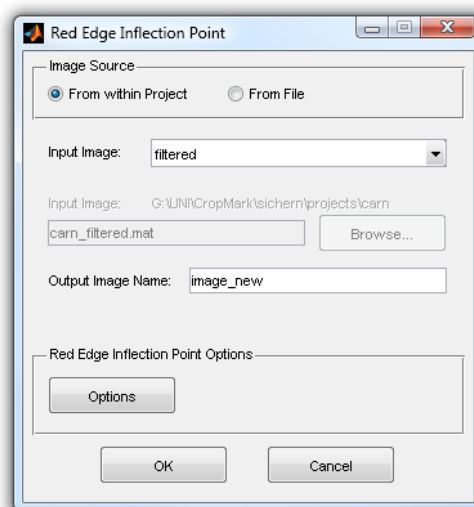 Red Edge Inflection Point
Image Source
From within Project From File
Input Image: filtered
Input Image: G:\UNI\CropMark\sichern\projects\carn
carn_filtered.mat Browse...
Output Image Name: image_new
Red Edge Inflection Point Options
Options
OK Cancel